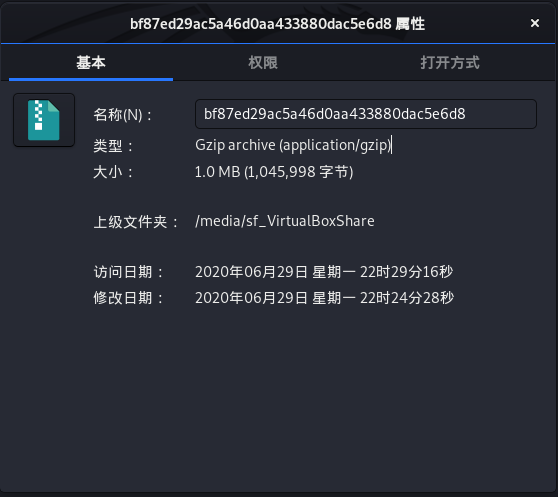 bf87ed29ac5a46d0aa433880dac5e6d8 属性 ×
基本 权限 打开方式
名称(N)： bf87ed29ac5a46d0aa433880dac5e6d8
类型： Gzip archive (application/gzip)
大小： 1.0 MB (1,045,998 字节)
上级文件夹： /media/sf_VirtualBoxShare
访问日期： 2020年06月29日 星期一 22时29分16秒
修改日期： 2020年06月29日 星期一 22时24分28秒